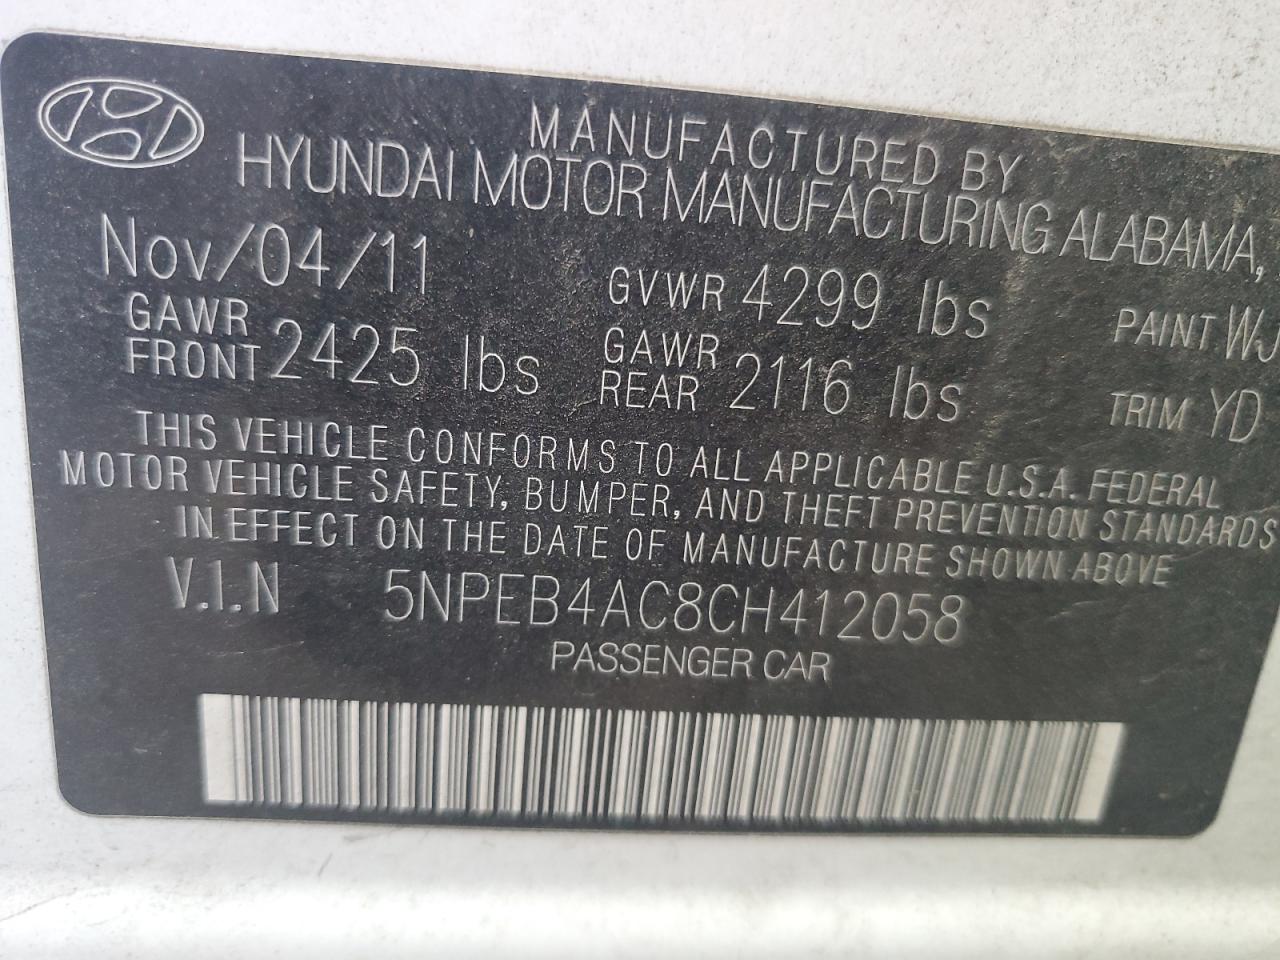 MANUFACTURED BY
HYUNDAI MOTOR MANUFACTURING ALABAMA,
Nov/04/11 GVWR 4299 lbs PAINT WJ
GAWR FRONT 2425 lbs GAWR REAR 2116 lbs TRIM YD
THIS VEHICLE CONFORMS TO ALL APPLICABLE U.S.A. FEDERAL
MOTOR VEHICLE SAFETY, BUMPER, AND THEFT PREVENTION STANDARDS
IN EFFECT ON THE DATE OF MANUFACTURE SHOWN ABOVE
V.I.N 5NPEB4AC8CH412058
PASSENGER CAR